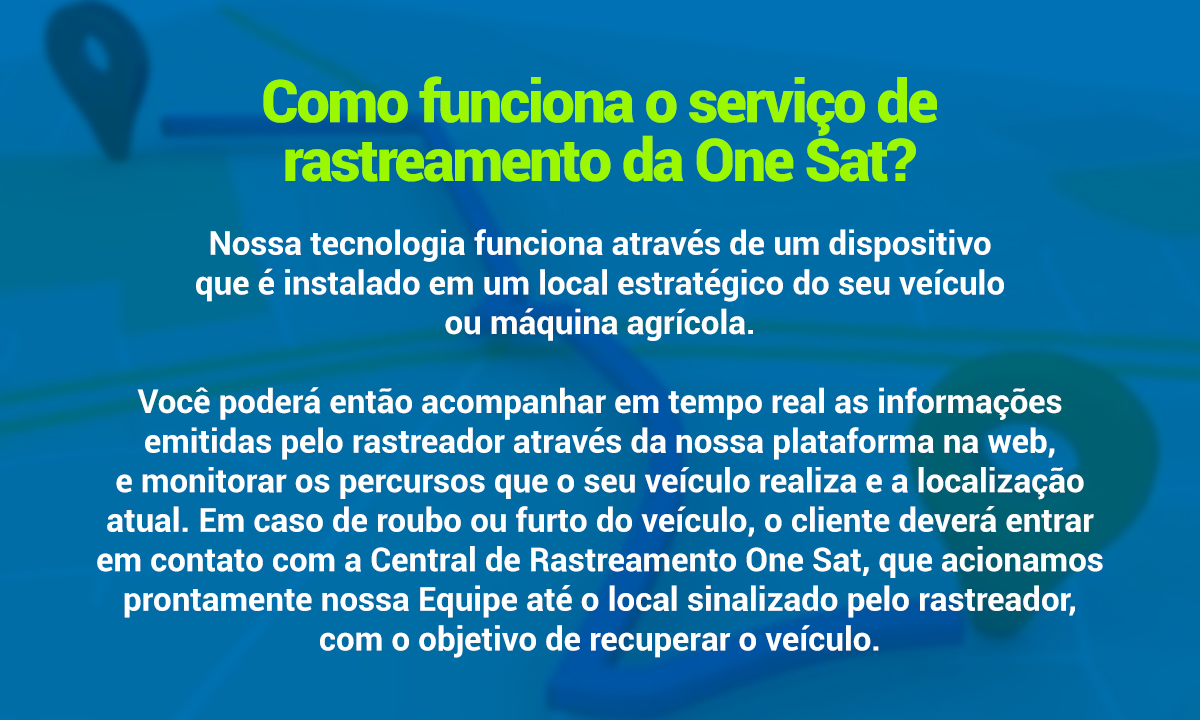 Como funciona o serviço de
rastreamento da One Sat?
Nossa tecnologia funciona através de um dispositivo
que é instalado em um local estratégico do seu veículo
ou máquina agrícola.
Você poderá então acompanhar em tempo real as informações
emitidas pelo rastreador através da nossa plataforma na web,
e monitorar os percursos que o seu veículo realiza e a localização
atual. Em caso de roubo ou furto do veículo, o cliente deverá entrar
em contato com a Central de Rastreamento One Sat, que acionamos
prontamente nossa Equipe até o local sinalizado pelo rastreador,
com o objetivo de recuperar o veículo.